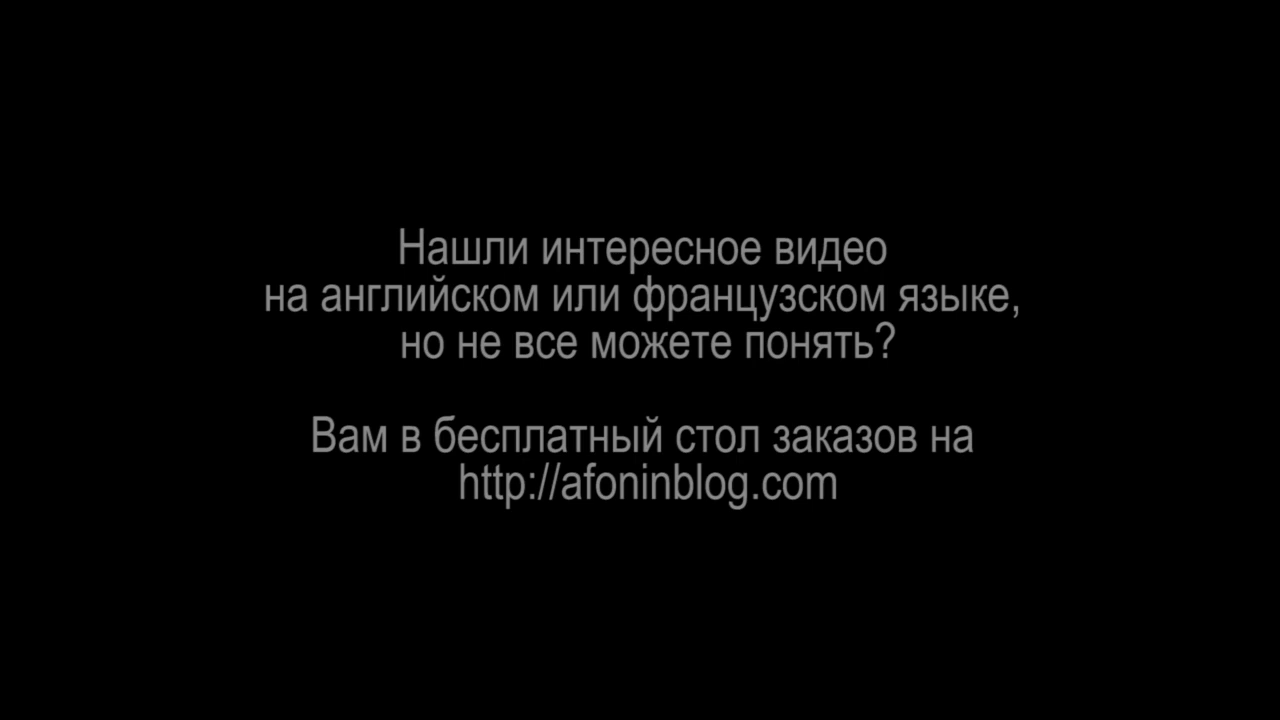 Нашли интересное видео
на английском или французском языке,
но не все можете понять?
Вам в бесплатный стол заказов на
http://afoninblog.com